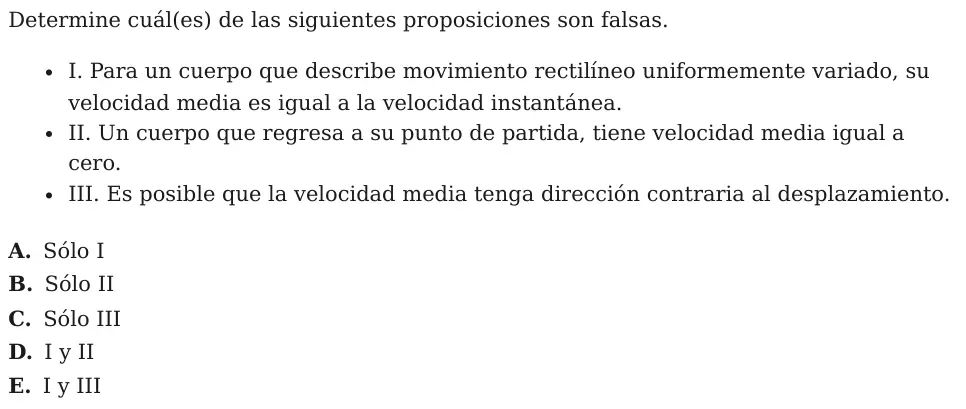 Determine cuál(es) de las siguientes proposiciones son falsas.
• I. Para un cuerpo que describe movimiento rectilíneo uniformemente variado, su
velocidad media es igual a la velocidad instantánea.
• II. Un cuerpo que regresa a su punto de partida, tiene velocidad media igual a
cero.
• III. Es posible que la velocidad media tenga dirección contraria al desplazamiento.
A. Sólo I
B. Sólo II
C. Sólo III
D. I y II
E. I y III